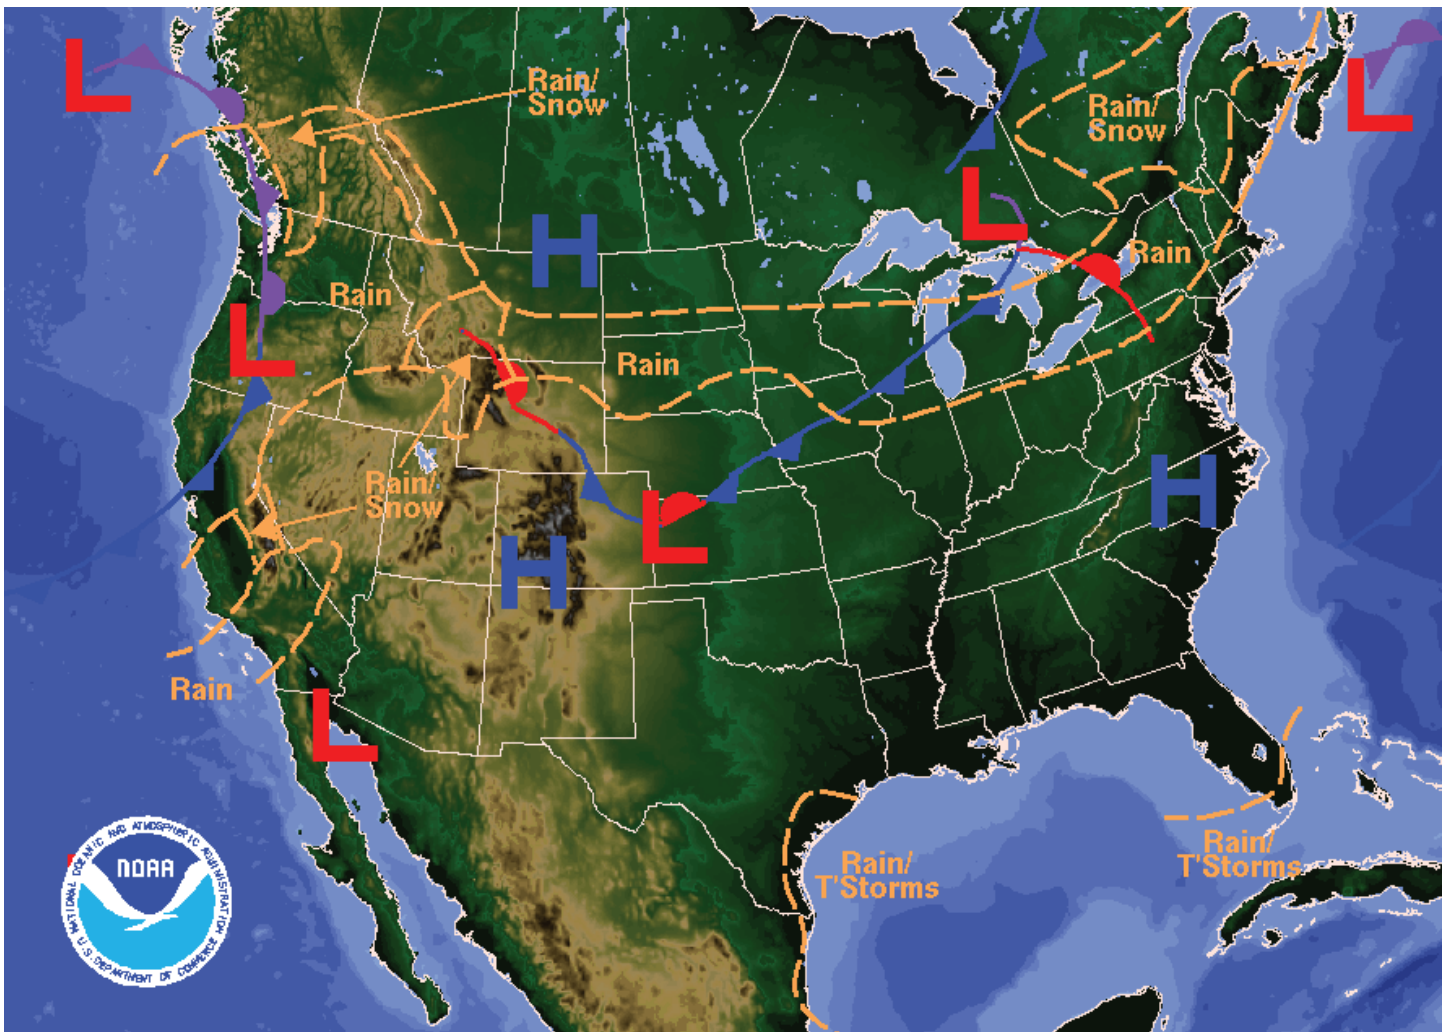 L
Rain/
Snow
Rain/
Snow
L
L
H
Rain
Rain
L
Rain
H
Rain/
Snow
L
H
Rain
L
NATIONAL OCEANIC AND ATMOSPHERIC ADMINISTRATION
NOAA
U.S. DEPARTMENT OF COMMERCE
Rain/
T'Storms
Rain/
T'Storms